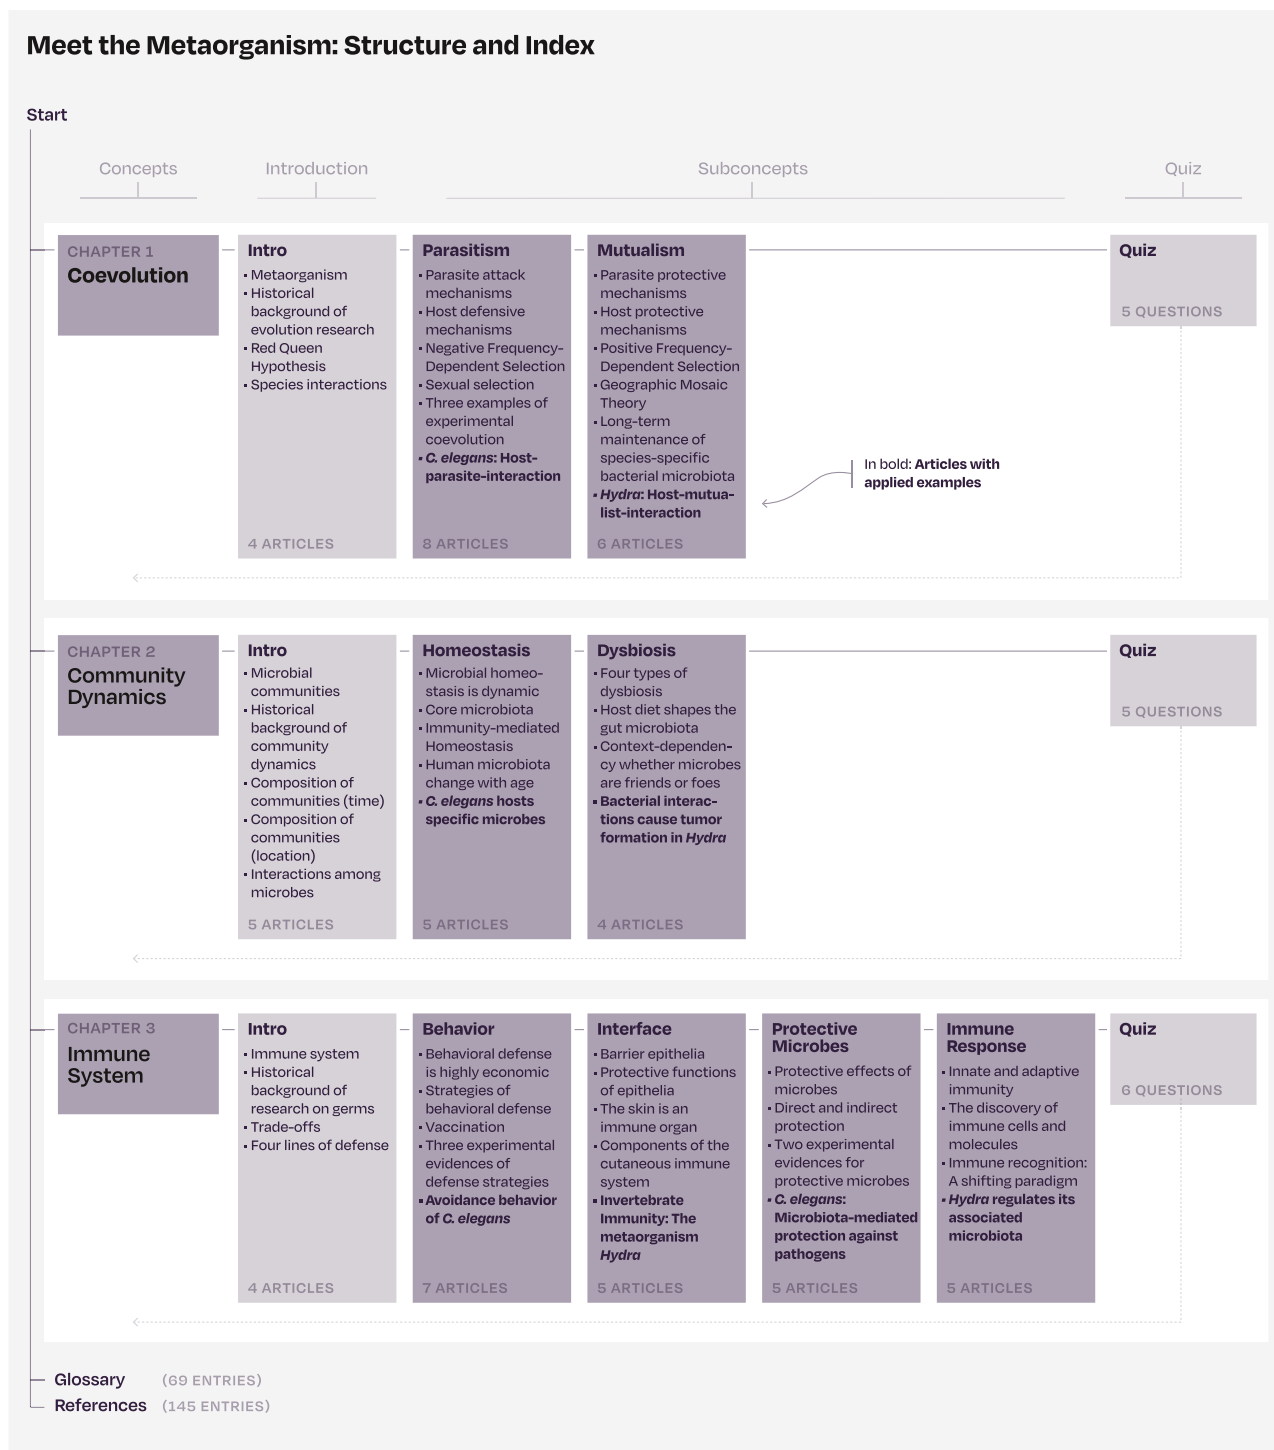 Meet the Metaorganism: Structure and Index
Start
Concepts
Introduction
Subconcepts
Quiz
CHAPTER 1
Coevolution
Intro
▪ Metaorganism
▪ Historical
background of
evolution research
▪ Red Queen
Hypothesis
▪ Species interactions
4 ARTICLES
Parasitism
▪ Parasite attack
mechanisms
▪ Host defensive
mechanisms
▪ Negative Frequency-
Dependent Selection
▪ Sexual selection
▪ Three examples of
experimental
coevolution
▪ C. elegans: Host-
parasite-interaction
8 ARTICLES
Mutualism
▪ Parasite protective
mechanisms
▪ Host protective
mechanisms
▪ Positive Frequency-
Dependent Selection
▪ Geographic Mosaic
Theory
▪ Long-term
maintenance of
species-specific
bacterial microbiota
▪ Hydra: Host-mutua-
list-interaction
6 ARTICLES
In bold: Articles with
applied examples
Quiz
5 QUESTIONS
CHAPTER 2
Community
Dynamics
Intro
▪ Microbial
communities
▪ Historical
background of
community
dynamics
▪ Composition of
communities (time)
▪ Composition of
communities
(location)
▪ Interactions among
microbes
5 ARTICLES
Homeostasis
▪ Microbial homeo-
stasis is dynamic
▪ Core microbiota
▪ Immunity-mediated
Homeostasis
▪ Human microbiota
change with age
▪ C. elegans hosts
specific microbes
5 ARTICLES
Dysbiosis
▪ Four types of
dysbiosis
▪ Host diet shapes the
gut microbiota
▪ Context-dependen-
cy whether microbes
are friends or foes
▪ Bacterial interac-
tions cause tumor
formation in Hydra
4 ARTICLES
Quiz
5 QUESTIONS
CHAPTER 3
Immune
System
Intro
▪ Immune system
▪ Historical
background of
research on germs
▪ Trade-offs
▪ Four lines of defense
4 ARTICLES
Behavior
▪ Behavioral defense
is highly economic
▪ Strategies of
behavioral defense
▪ Vaccination
▪ Three experimental
evidences of
defense strategies
▪ Avoidance behavior
of C. elegans
7 ARTICLES
Interface
▪ Barrier epithelia
▪ Protective functions
of epithelia
▪ The skin is an
immune organ
▪ Components of the
cutaneous immune
system
▪ Invertebrate
Immunity: The
metaorganism
Hydra
5 ARTICLES
Protective
Microbes
▪ Protective effects of
microbes
▪ Direct and indirect
protection
▪ Two experimental
evidences for
protective microbes
▪ C. elegans:
Microbiota-mediated
protection against
pathogens
5 ARTICLES
Immune
Response
▪ Innate and adaptive
immunity
▪ The discovery of
immune cells and
molecules
▪ Immune recognition:
A shifting paradigm
▪ Hydra regulates its
associated
microbiota
5 ARTICLES
Quiz
6 QUESTIONS
Glossary (69 ENTRIES)
References (145 ENTRIES)